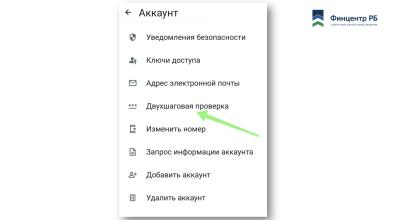 Аккаунт
Финцентр РБ
Уведомления безопасности
Ключи доступа
Адрес электронной почты
Двухшаговая проверка
Изменить номер
Запрос информации аккаунта
Добавить аккаунт
Удалить аккаунт